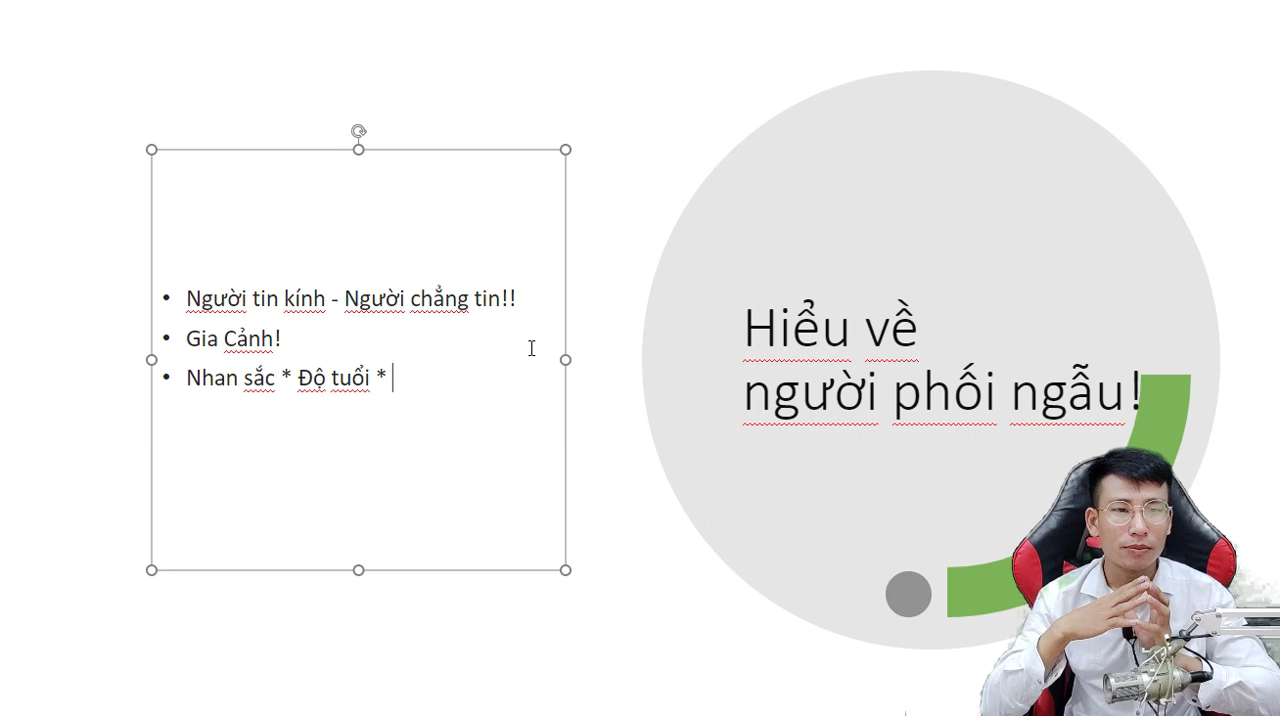 Người tin kính - Người chẳng tin!!
Gia Cảnh!
Nhan sắc * Độ tuổi *
Hiểu về
người phối ngẫu!